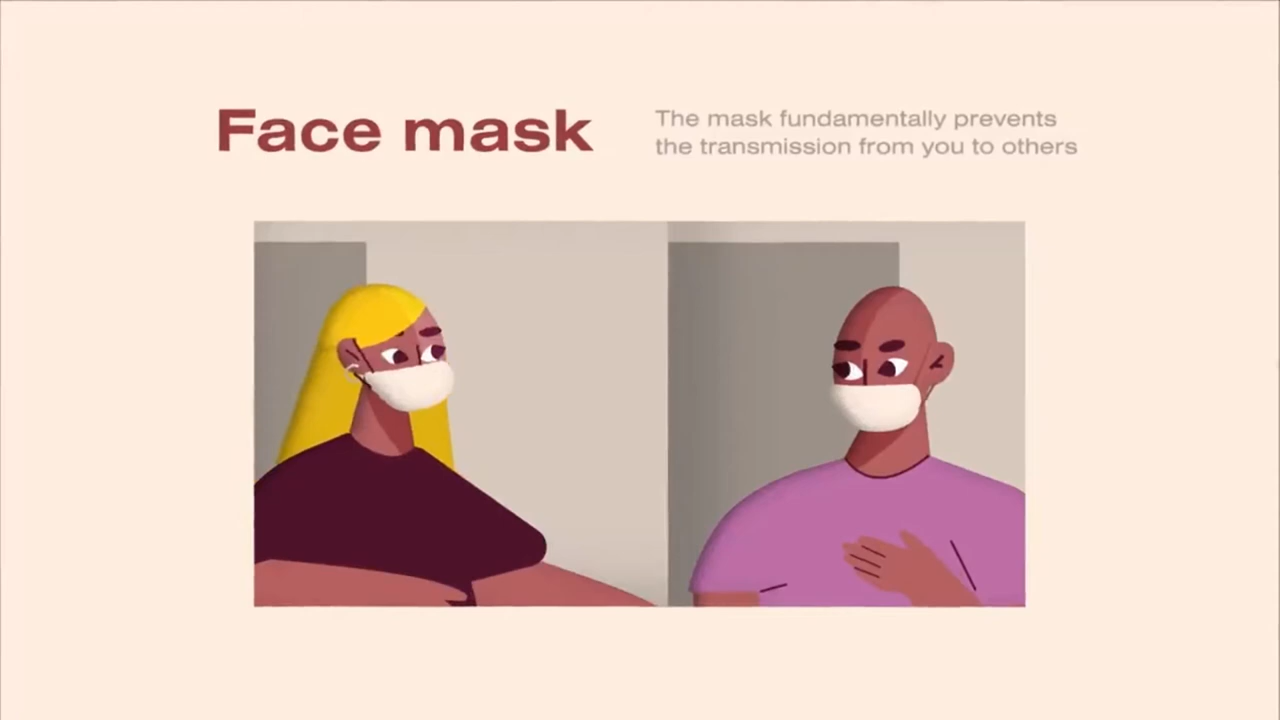 Face mask
The mask fundamentally prevents
the transmission from you to others